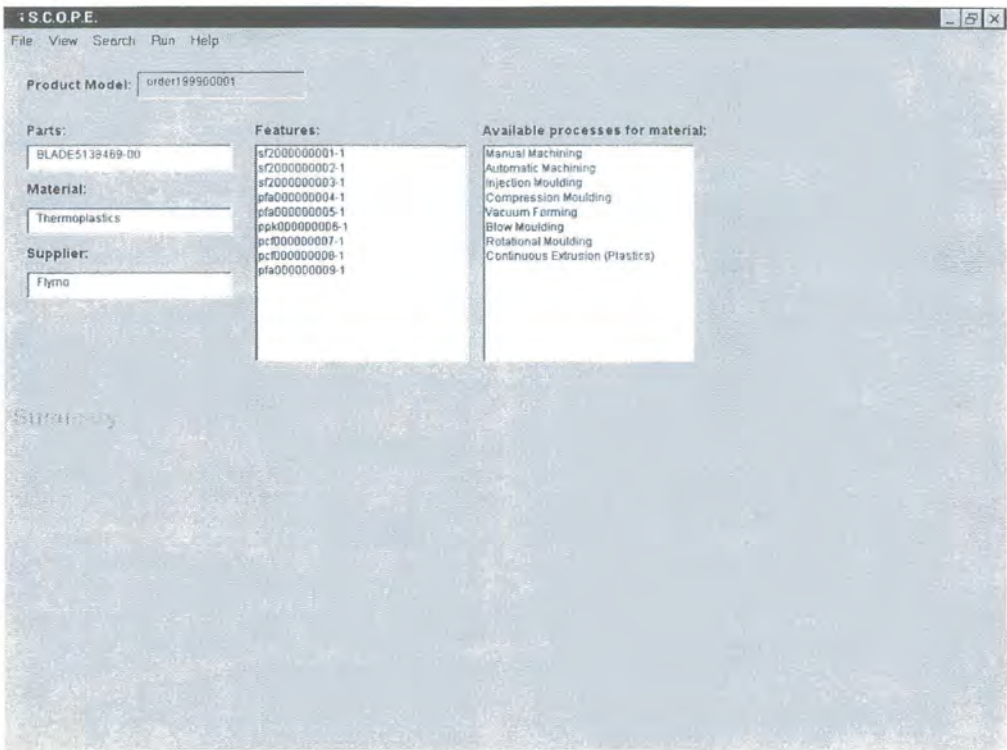 S.C.O.P.E.
File View Search Run Help
Product Model: order199900001
Parts:
BLADE5139469-00
Material:
Thermoplastics
Supplier:
Flymo
Features:
sf2000000001-1
sf2000000002-1
sf2000000003-1
pfa000000004-1
pfa000000005-1
ppk000000006-1
pcf000000007-1
pcf000000008-1
pfa000000009-1
Available processes for material:
Manual Machining
Automatic Machining
Injection Moulding
Compression Moulding
Vacuum Forming
Blow Moulding
Rotational Moulding
Continuous Extrusion (Plastics)
Summary